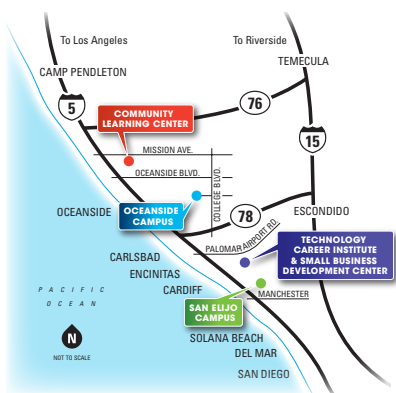 To Los Angeles
To Riverside
TEMECULA
CAMP PENDLETON
5
76
COMMUNITY
LEARNING CENTER
15
MISSION AVE.
OCEANSIDE BLVD.
COLLEGE BLVD.
OCEANSIDE
OCEANSIDE
CAMPUS
78
ESCONDIDO
PALOMAR AIRPORT RD.
TECHNOLOGY
CAREER INSTITUTE
& SMALL BUSINESS
DEVELOPMENT CENTER
CARLSBAD
ENCINITAS
CARDIFF
MANCHESTER
PACIFIC
OCEAN
SAN ELIJO
CAMPUS
N
NOT TO SCALE
SOLANA BEACH
DEL MAR
SAN DIEGO